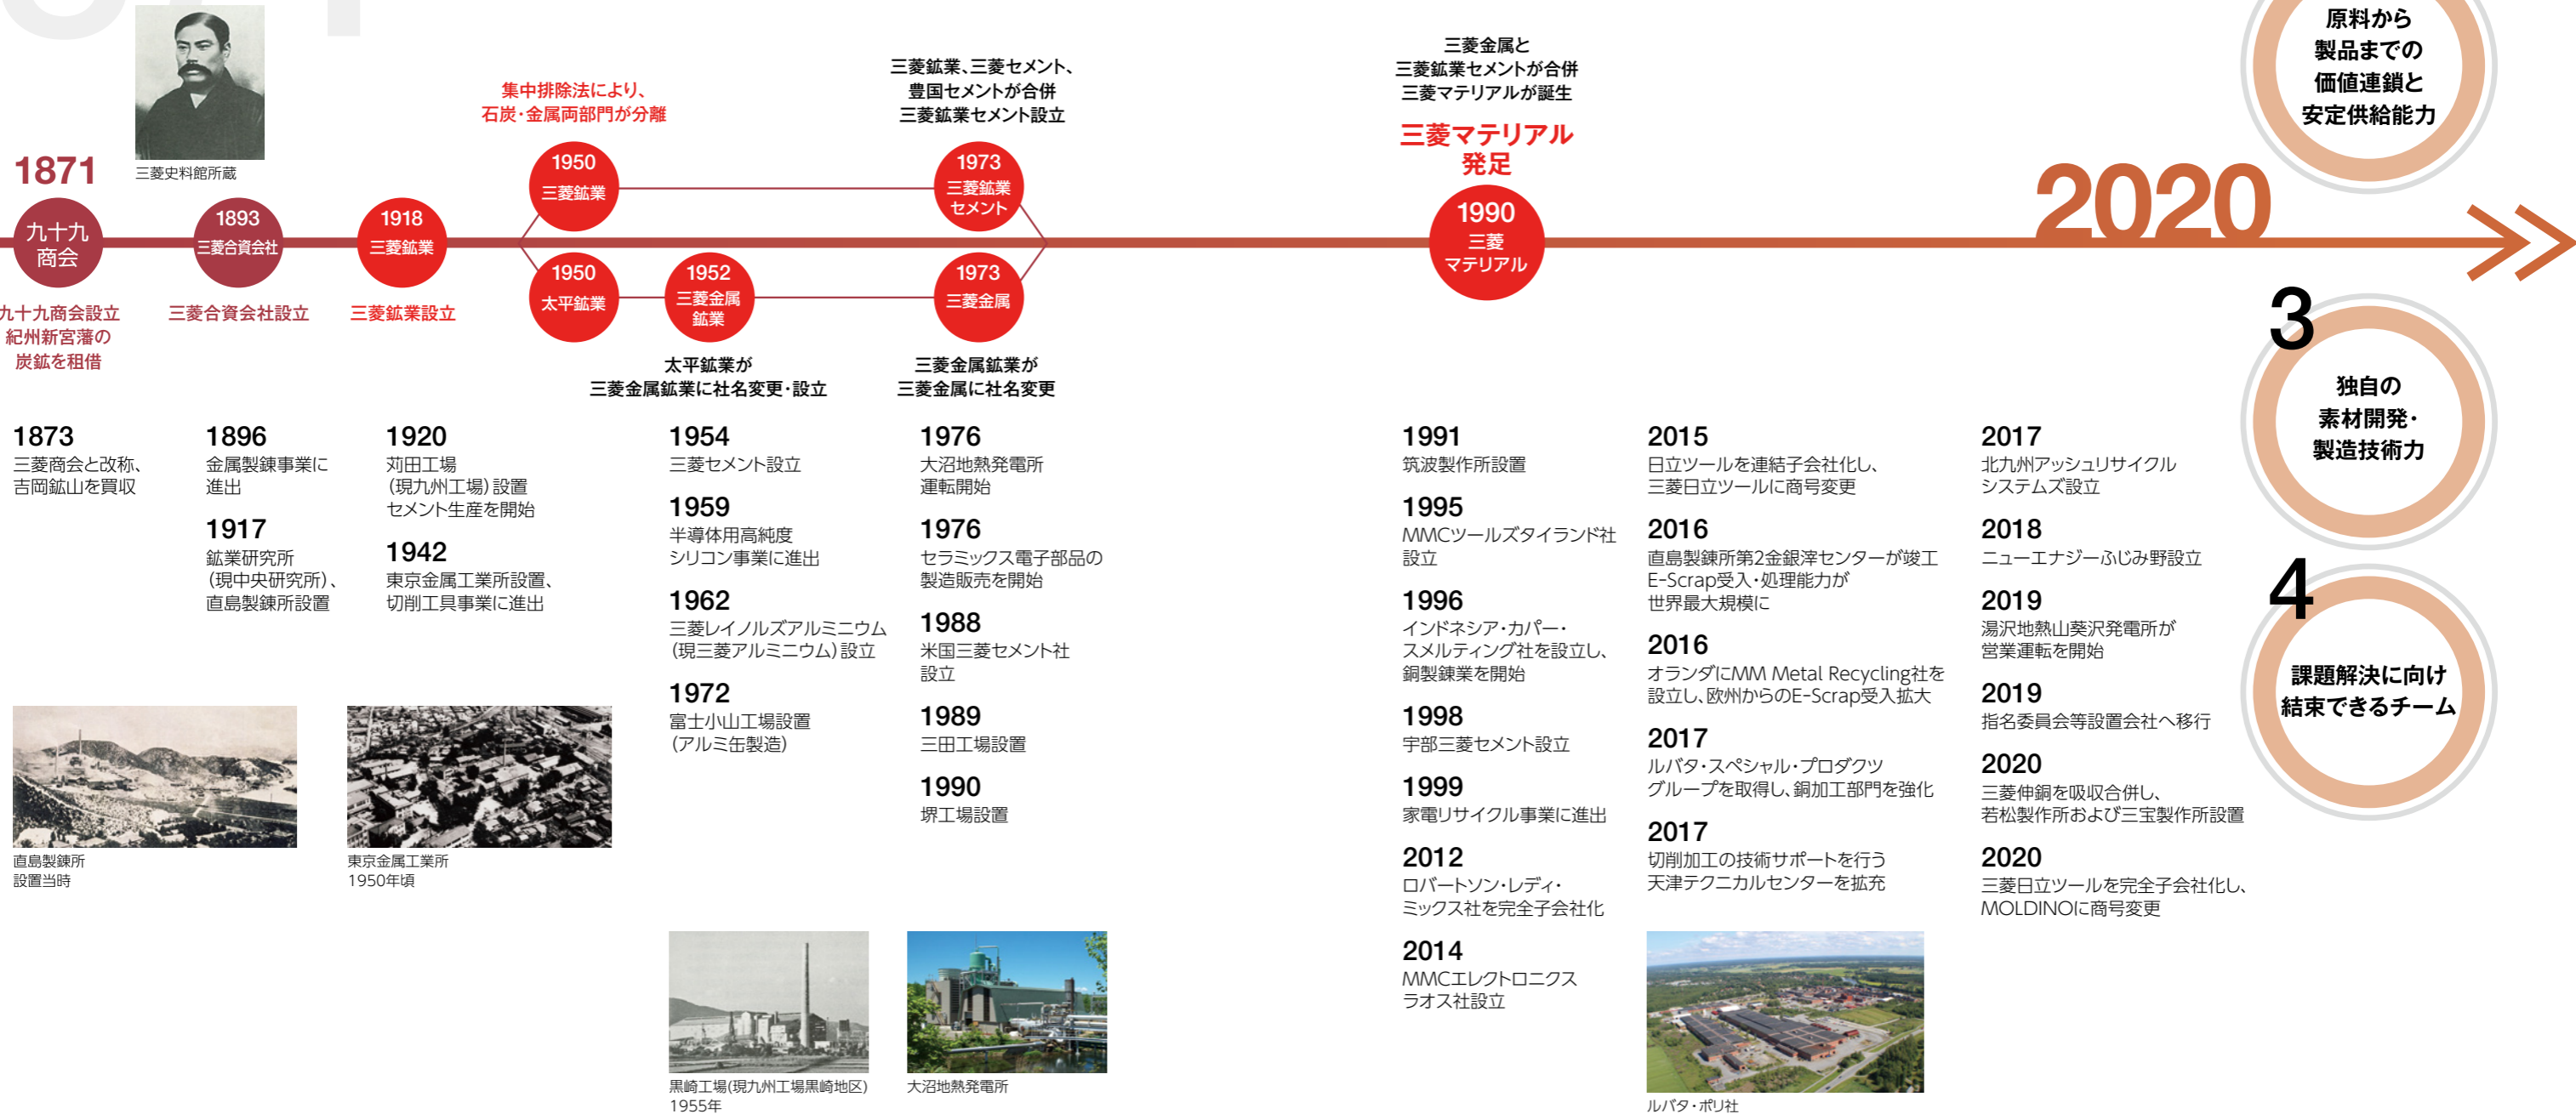 三菱史料館所蔵
1871
九十九
商会
九十九商会設立
紀州新宮藩の
炭鉱を租借
1893
三菱合資会社
三菱合資会社設立
1918
三菱鉱業
三菱鉱業設立
集中排除法により、
石炭・金属両部門が分離
1950
三菱鉱業
1950
太平鉱業
1952
三菱金属
鉱業
太平鉱業が
三菱金属鉱業に社名変更・設立
三菱鉱業、三菱セメント、
豊国セメントが合併
三菱鉱業セメント設立
1973
三菱鉱業
セメント
1973
三菱金属
三菱金属鉱業が
三菱金属に社名変更
三菱金属と
三菱鉱業セメントが合併
三菱マテリアルが誕生
三菱マテリアル
発足
1990
三菱
マテリアル
2020
原料から
製品までの
価値連鎖と
安定供給能力
3
独自の
素材開発・
製造技術力
4
課題解決に向け
結束できるチーム
1873
三菱商会と改称、
吉岡鉱山を買収
1896
金属製錬事業に
進出
1917
鉱業研究所
（現中央研究所）、
直島製錬所設置
1920
苅田工場
（現九州工場）設置
セメント生産を開始
1942
東京金属工業所設置、
切削工具事業に進出
1954
三菱セメント設立
1959
半導体用高純度
シリコン事業に進出
1962
三菱レイノルズアルミニウム
（現三菱アルミニウム）設立
1972
富士小山工場設置
（アルミ缶製造）
1976
大沼地熱発電所
運転開始
1976
セラミックス電子部品の
製造販売を開始
1988
米国三菱セメント社
設立
1989
三田工場設置
1990
堺工場設置
1991
筑波製作所設置
1995
MMCツールズタイランド社
設立
1996
インドネシア・カパー・
スメルティング社を設立し、
銅製錬業を開始
1998
宇部三菱セメント設立
1999
家電リサイクル事業に進出
2012
ロバートソン・レディ・
ミックス社を完全子会社化
2014
MMCエレクトロニクス
ラオス社設立
2015
日立ツールを連結子会社化し、
三菱日立ツールに商号変更
2016
直島製錬所第2金銀滓センターが竣工
E-Scrap受入・処理能力が
世界最大規模に
2016
オランダにMM Metal Recycling社を
設立し、欧州からのE-Scrap受入拡大
2017
ルバタ・スペシャル・プロダクツ
グループを取得し、銅加工部門を強化
2017
切削加工の技術サポートを行う
天津テクニカルセンターを拡充
2017
北九州アッシュリサイクル
システムズ設立
2018
ニューエナジーふじみ野設立
2019
湯沢地熱山葵沢発電所が
営業運転を開始
2019
指名委員会等設置会社へ移行
2020
三菱伸銅を吸収合併し、
若松製作所および三宝製作所設置
2020
三菱日立ツールを完全子会社化し、
MOLDINOに商号変更
直島製錬所
設置当時
東京金属工業所
1950年頃
黒崎工場(現九州工場黒崎地区)
1955年
大沼地熱発電所
ルバタ・ポリ社